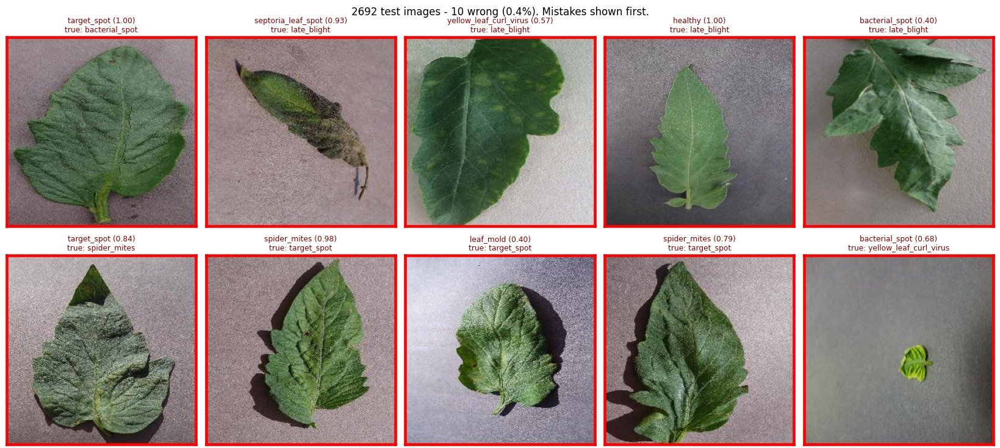 2692 test images - 10 wrong (0.4%). Mistakes shown first.
target_spot (1.00)
true: bacterial_spot
septoria_leaf_spot (0.93)
true: late_blight
yellow_leaf_curl_virus (0.57)
true: late_blight
healthy (1.00)
true: late_blight
bacterial_spot (0.40)
true: late_blight
target_spot (0.84)
true: spider_mites
spider_mites (0.98)
true: target_spot
leaf_mold (0.40)
true: target_spot
spider_mites (0.79)
true: target_spot
bacterial_spot (0.68)
true: yellow_leaf_curl_virus